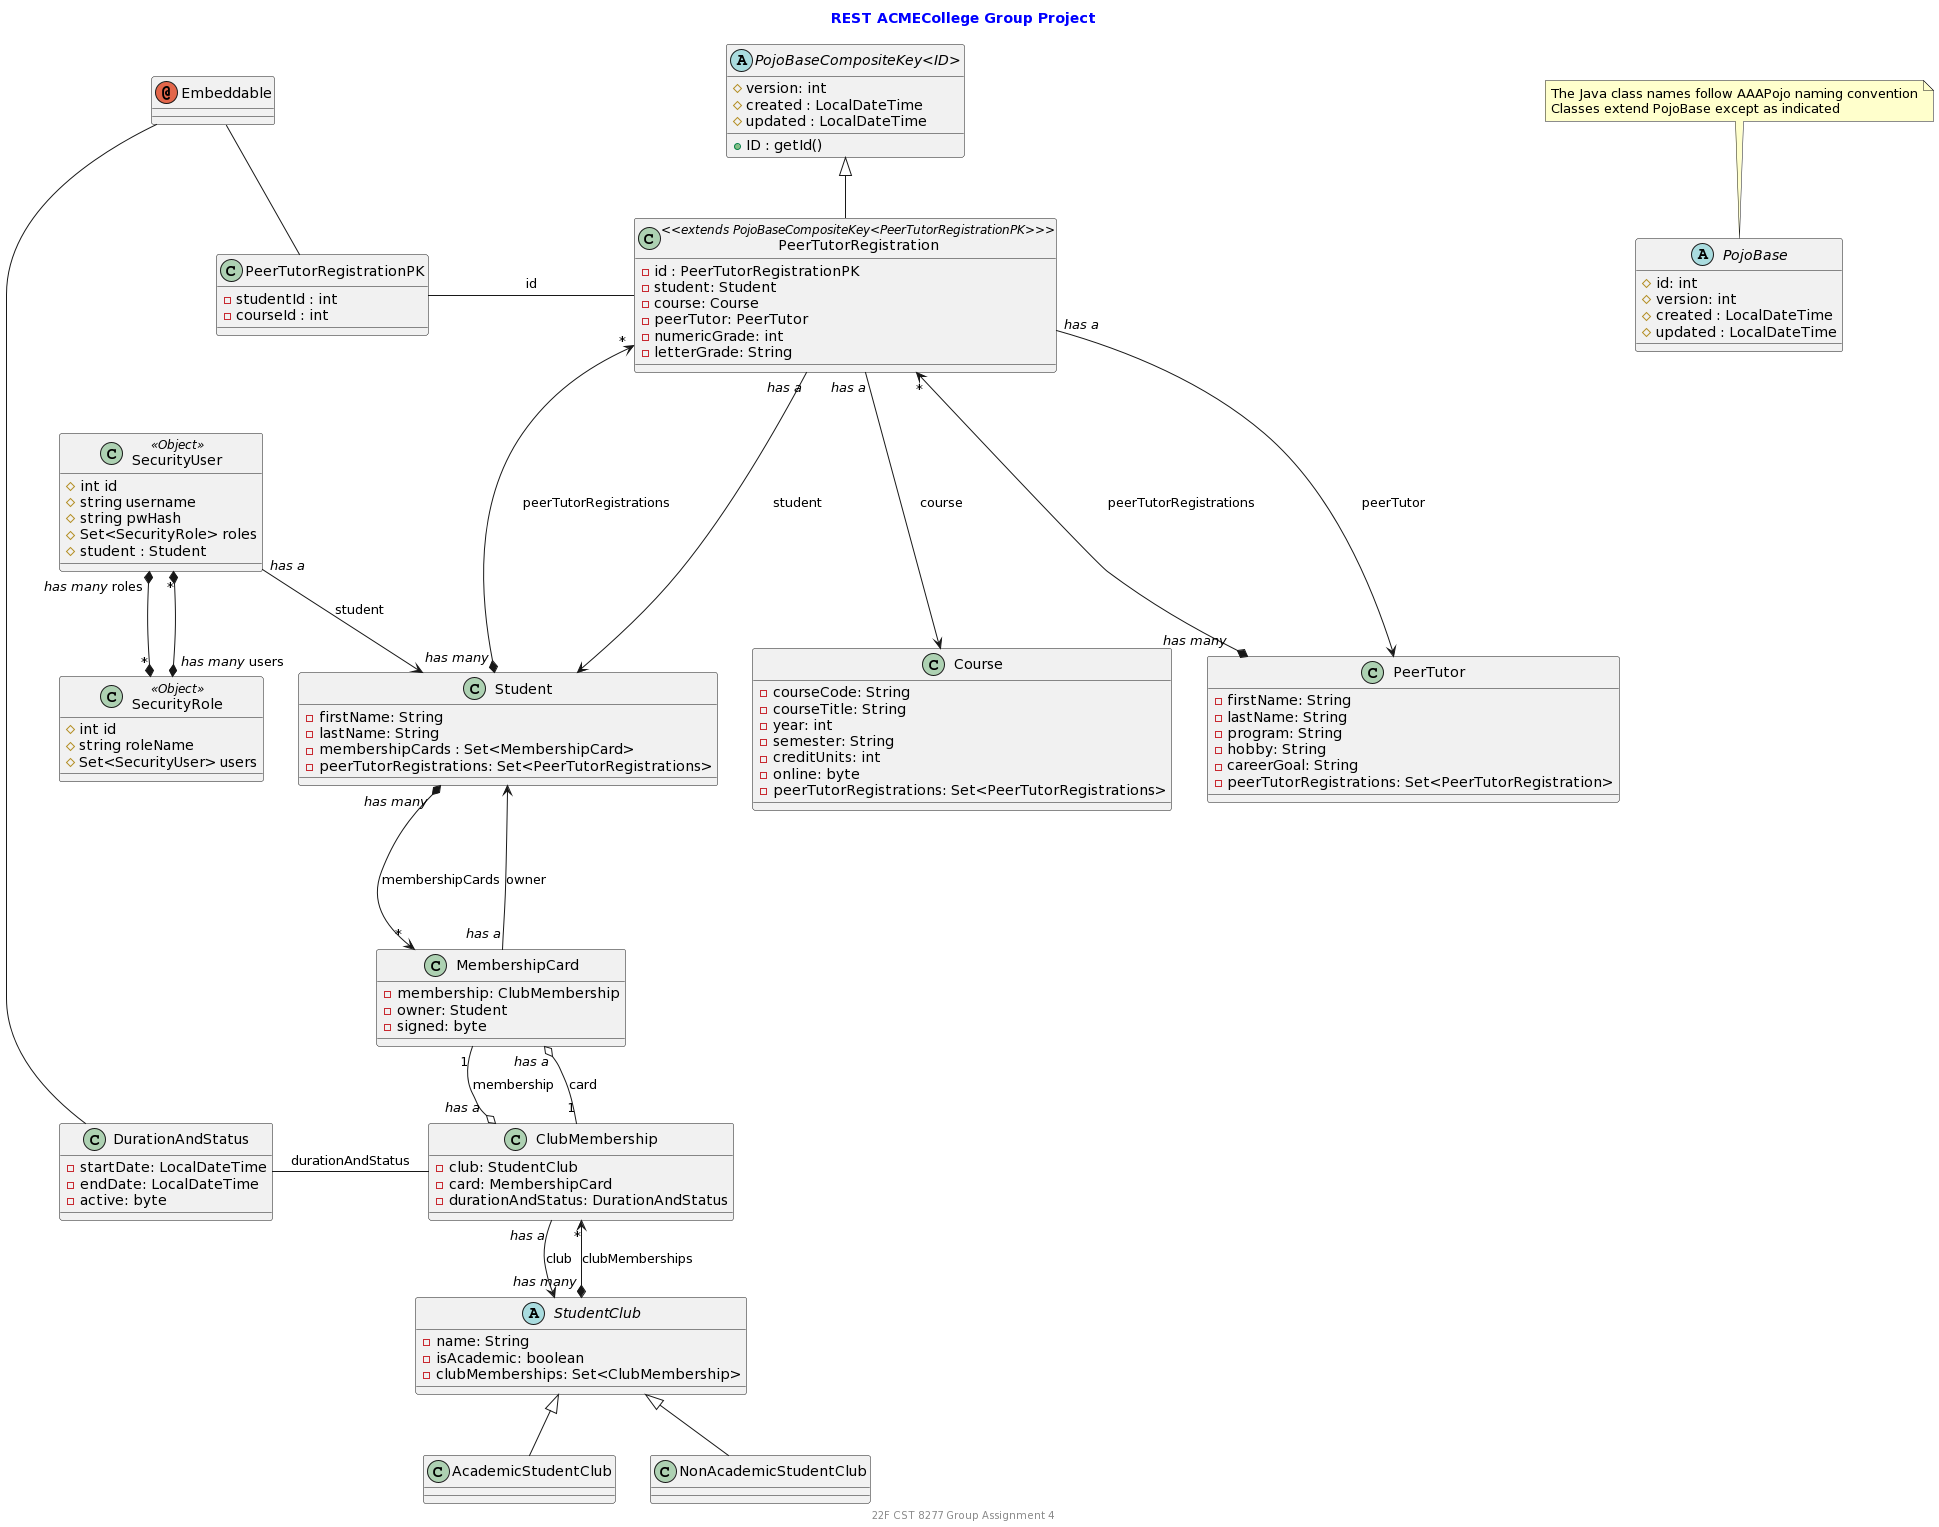 REST ACMECollege Group Project
@ Embeddable
A PojoBaseCompositeKey<ID>
version: int
created : LocalDateTime
updated : LocalDateTime
ID : getId()
The Java class names follow AAAPojo naming convention
Classes extend PojoBase except as indicated
C PeerTutorRegistrationPK
studentId : int
courseId : int
id
C <<extends PojoBaseCompositeKey<PeerTutorRegistrationPK>>>
PeerTutorRegistration
id : PeerTutorRegistrationPK
student: Student
course: Course
peerTutor: PeerTutor
numericGrade: int
letterGrade: String
A PojoBase
id: int
version: int
created : LocalDateTime
updated : LocalDateTime
*
has a
has a
has a
*
C «Object»
SecurityUser
int id
string username
string pwHash
Set<SecurityRole> roles
student : Student
peerTutorRegistrations
student
course
peerTutorRegistrations
peerTutor
has many roles
*
has a
student
*
has many users
has many
has many
C «Object»
SecurityRole
int id
string roleName
Set<SecurityUser> users
C Student
firstName: String
lastName: String
membershipCards : Set<MembershipCard>
peerTutorRegistrations: Set<PeerTutorRegistrations>
C Course
courseCode: String
courseTitle: String
year: int
semester: String
creditUnits: int
online: byte
peerTutorRegistrations: Set<PeerTutorRegistrations>
C PeerTutor
firstName: String
lastName: String
program: String
hobby: String
careerGoal: String
peerTutorRegistrations: Set<PeerTutorRegistration>
has many
membershipCards
owner
*
has a
C MembershipCard
membership: ClubMembership
owner: Student
signed: byte
1
has a
membership
card
has a
1
C DurationAndStatus
startDate: LocalDateTime
endDate: LocalDateTime
active: byte
durationAndStatus
C ClubMembership
club: StudentClub
card: MembershipCard
durationAndStatus: DurationAndStatus
has a
*
club
clubMemberships
has many
A StudentClub
name: String
isAcademic: boolean
clubMemberships: Set<ClubMembership>
C AcademicStudentClub
C NonAcademicStudentClub
22F CST 8277 Group Assignment 4